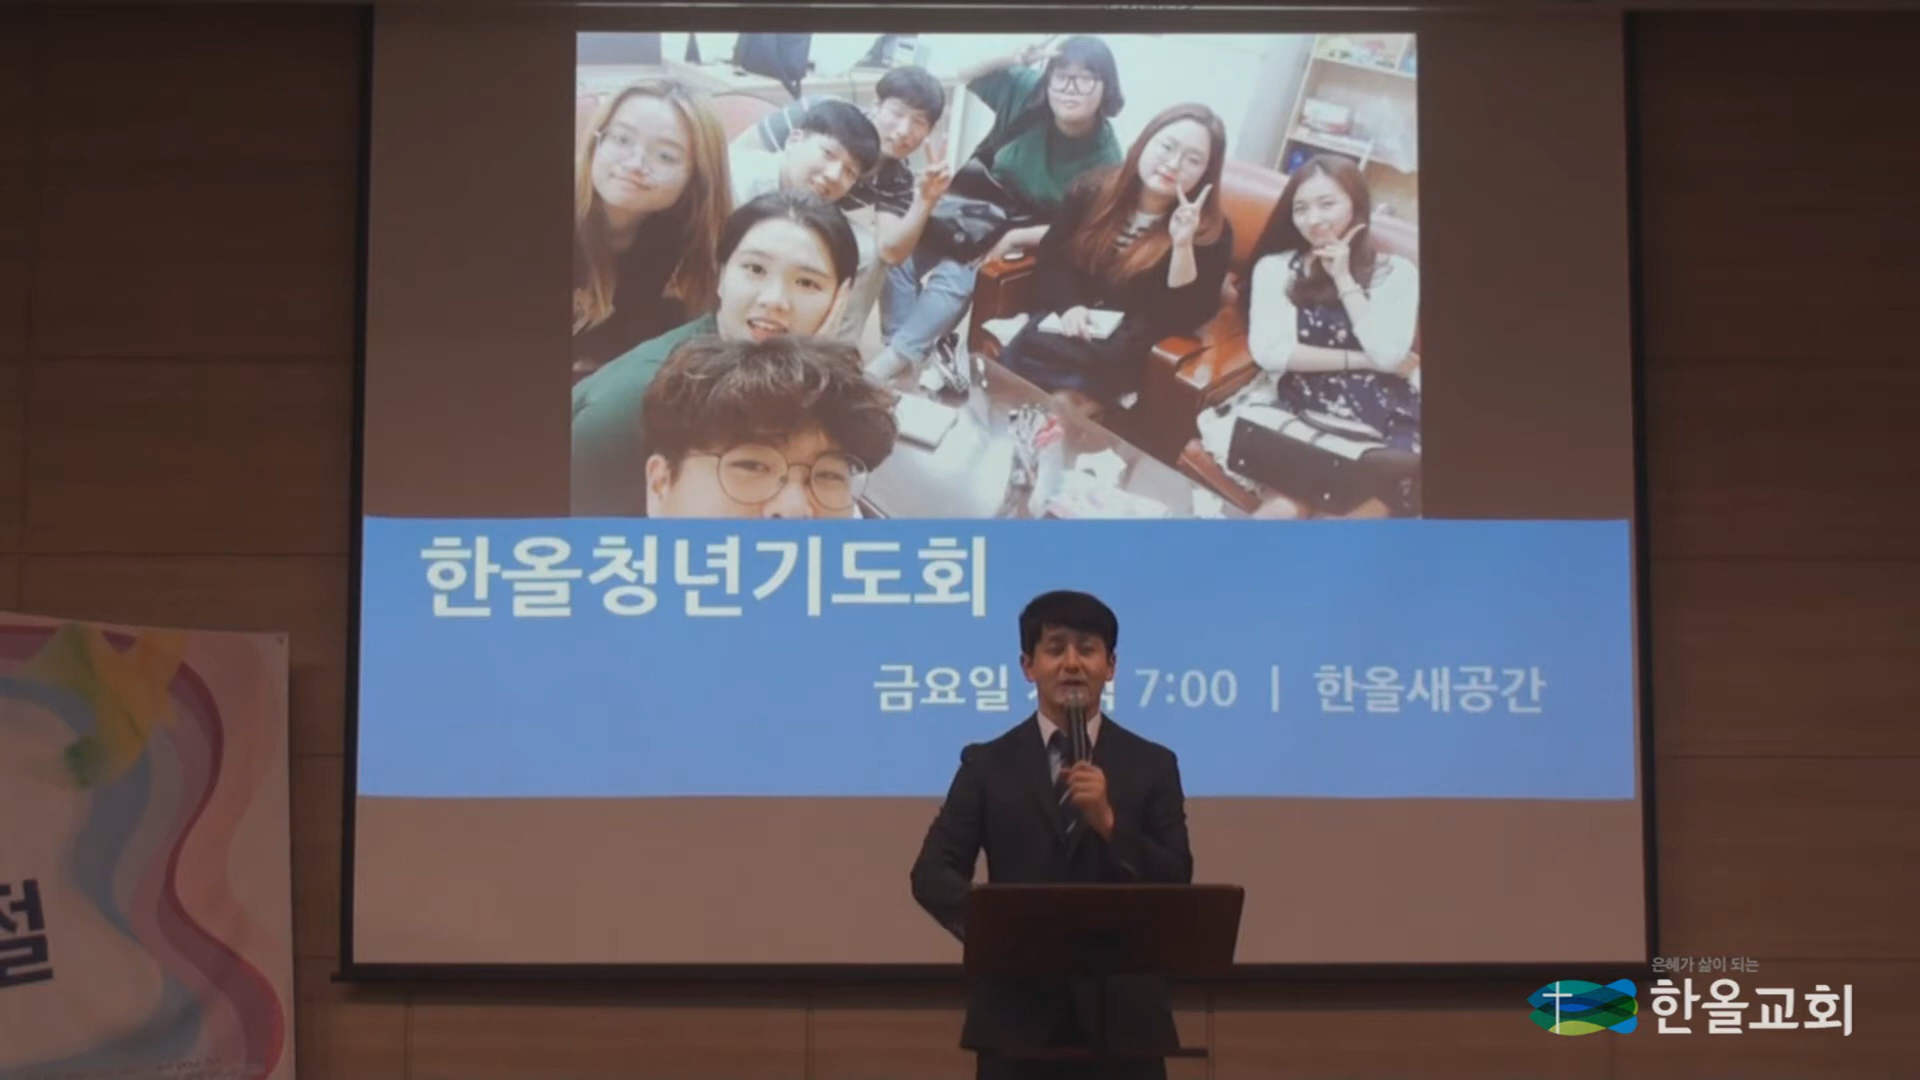 한올청년기도회
금요일 7:00 | 한올새공간
절
은혜가 삶이 되는
한올교회